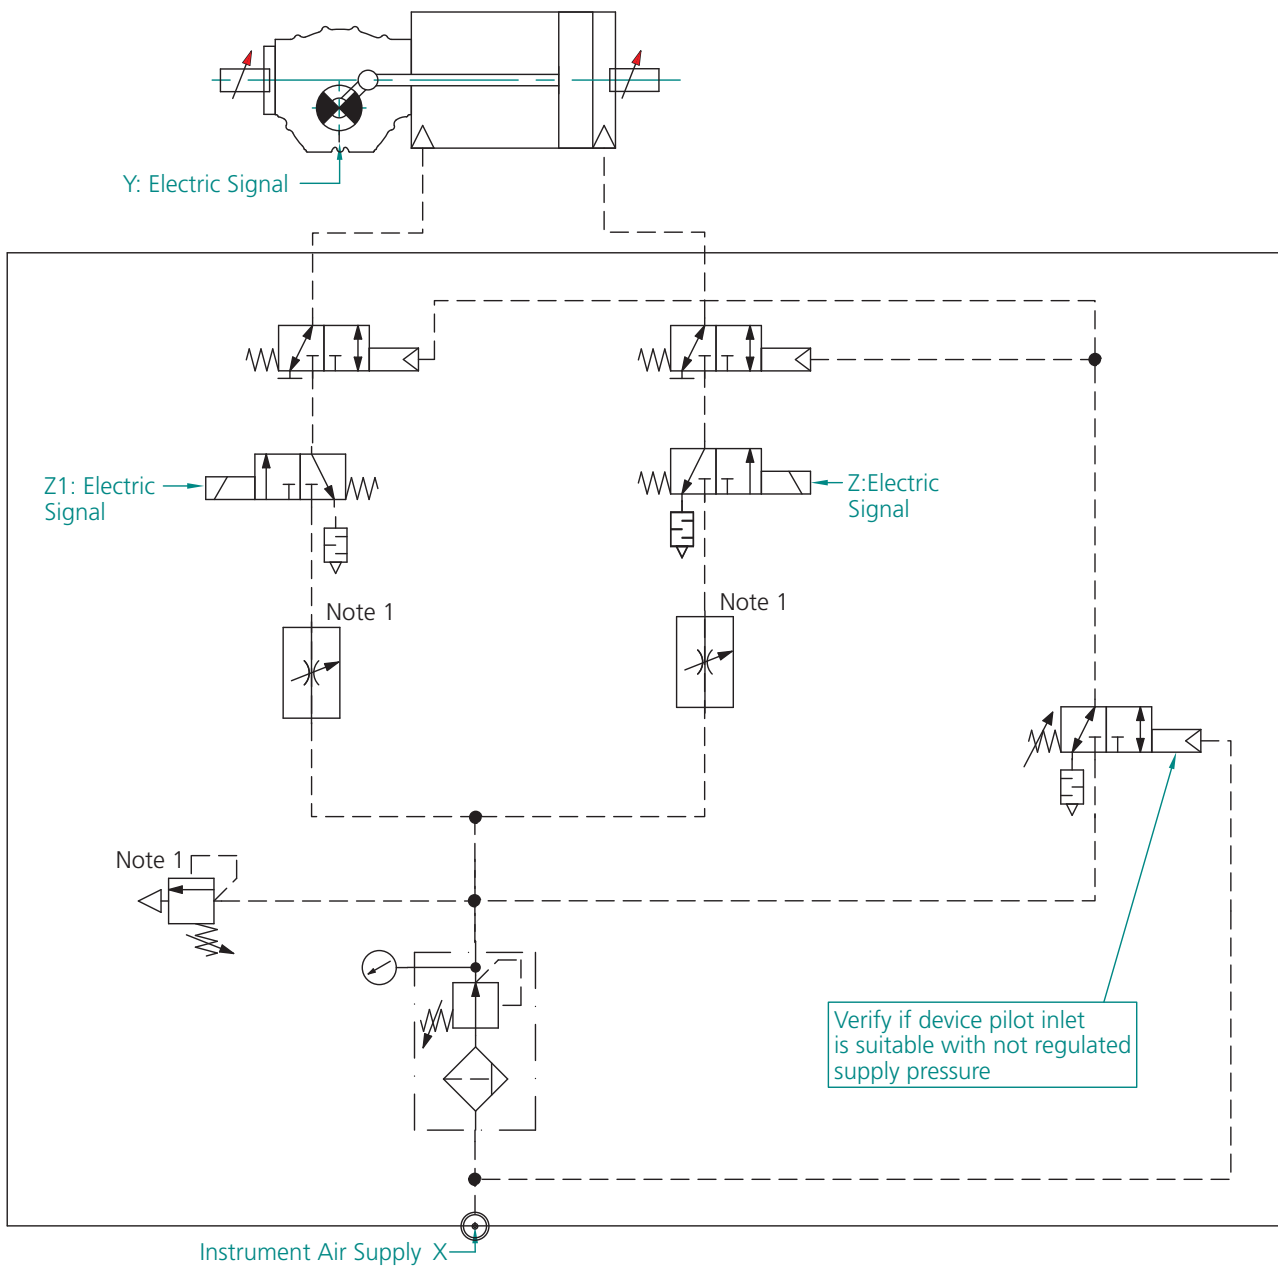 Y: Electric Signal
Z1: Electric
Signal
Z:Electric
Signal
Note 1
Note 1
Note 1
Verify if device pilot inlet
is suitable with not regulated
supply pressure
Instrument Air Supply X